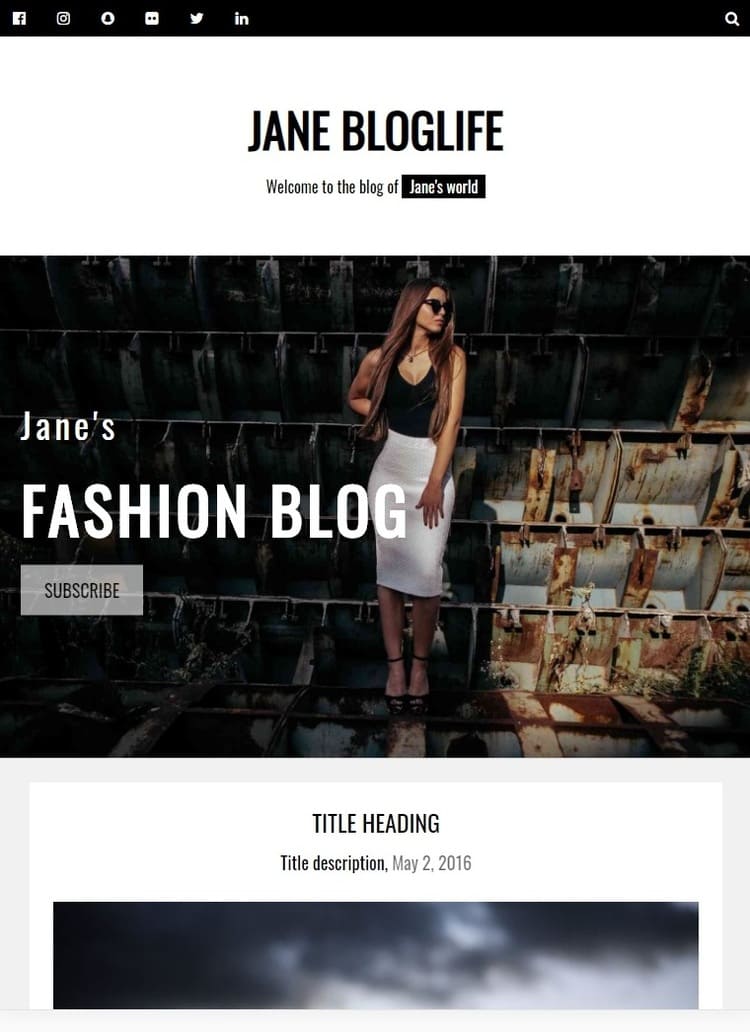 JANE BLOGLIFE
Welcome to the blog of Jane's world
Jane's
FASHION BLOG
SUBSCRIBE
TITLE HEADING
Title description, May 2, 2016